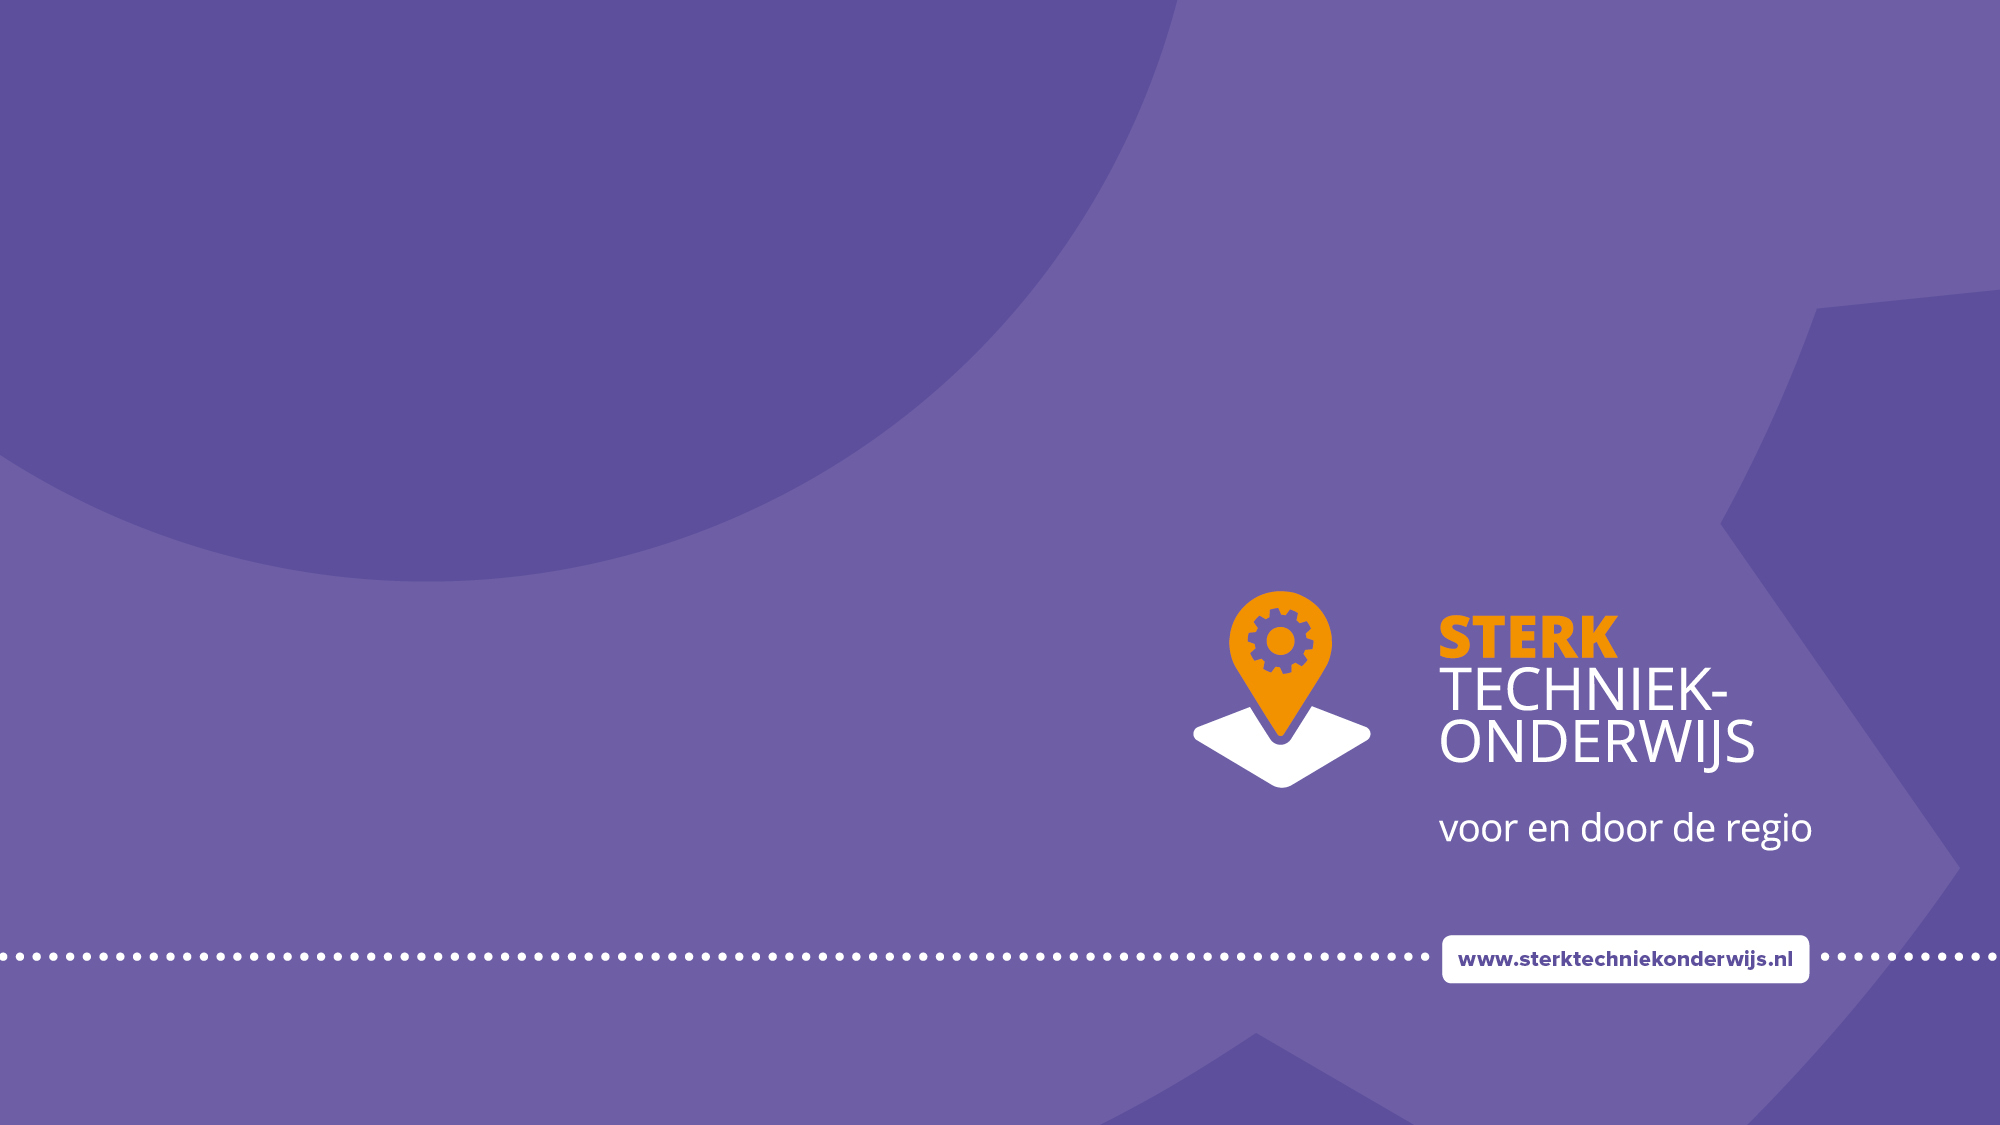 STERK
TECHNIEK-
ONDERWIJS
voor en door de regio
www.sterktechniekonderwijs.nl